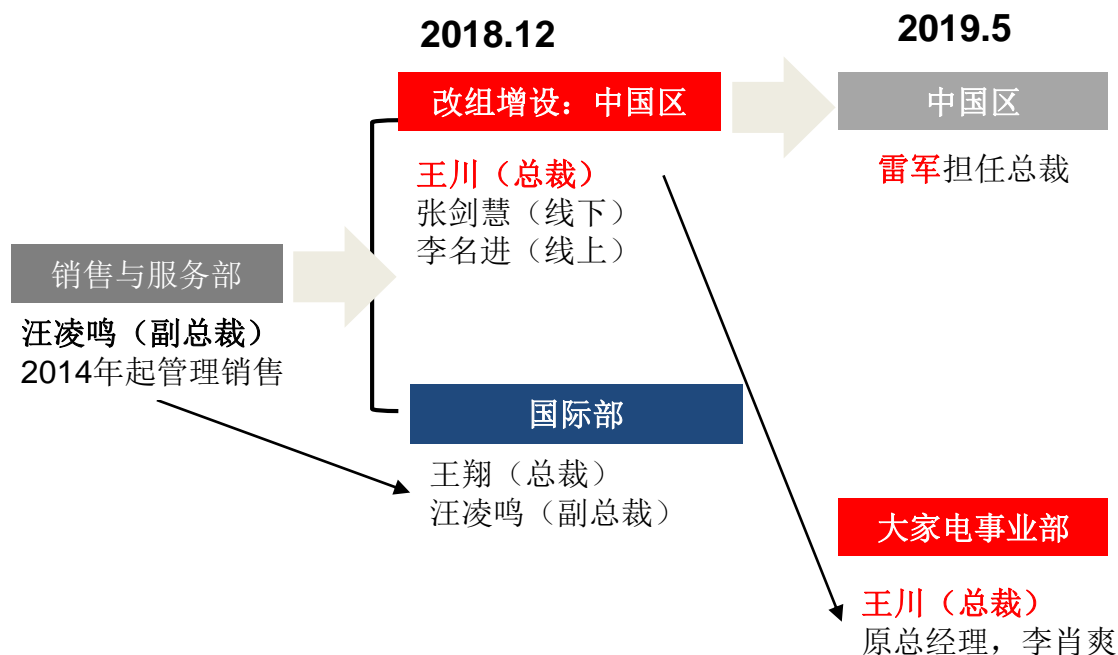 2018.12
2019.5
改组增设：中国区
中国区
王川（总裁）
张剑慧（线下）
李名进（线上）
雷军担任总裁
销售与服务部
汪凌鸣（副总裁）
2014年起管理销售
国际部
王翔（总裁）
汪凌鸣（副总裁）
大家电事业部
王川（总裁）
原总经理，李肖爽